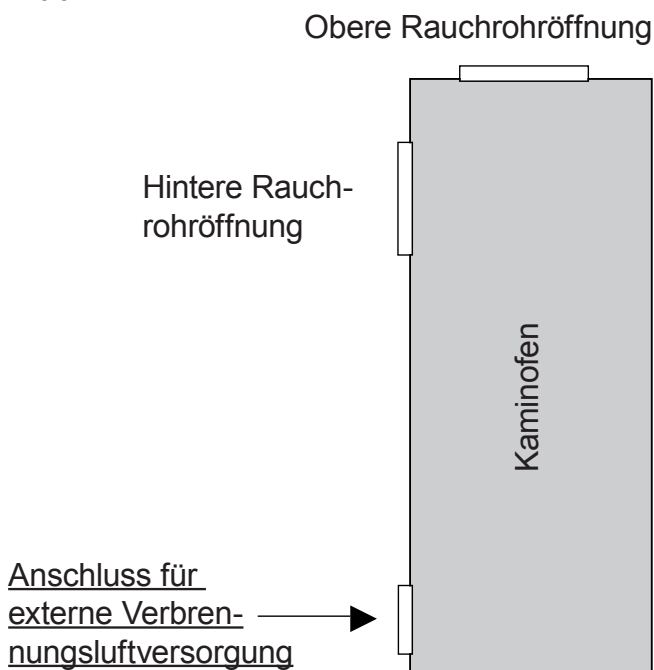 Obere Rauchrohröffnung
Hintere Rauch-
rohröffnung
Kaminofen
Anschluss für
externe Verbren-
nungsluftversorgung